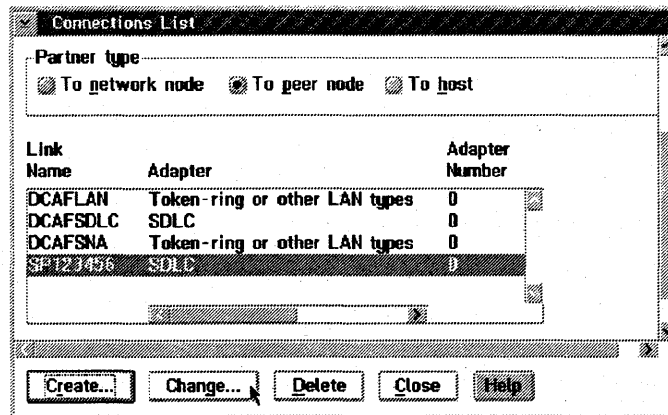 Connections List
Partner type
To network node To peer node To host
Link Adapter
Name Adapter Number
DCAFLAN Token-ring or other LAN types 0
DCAFSDLC SDLC 0
DCAFSNA Token-ring or other LAN types 0
SP123456 SDLC 0
Create... Change... Delete Close Help